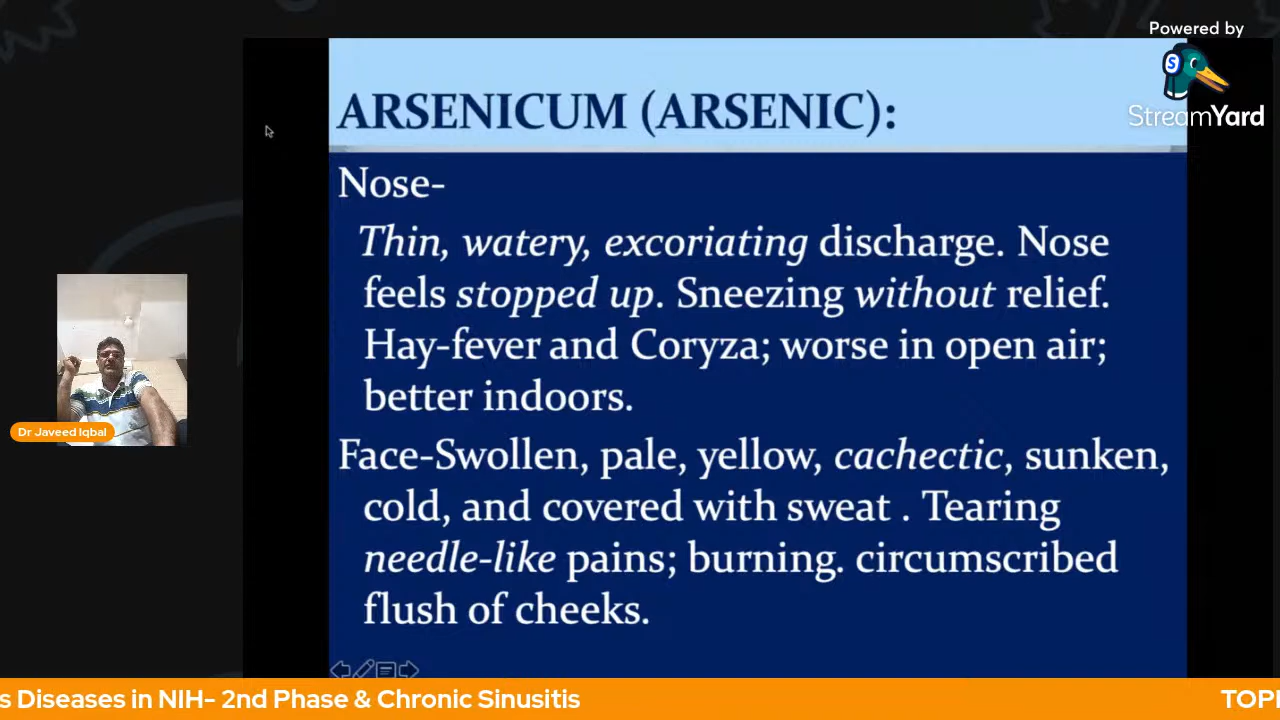 Powered by
StreamYard
ARSENICUM (ARSENIC):
Nose-
Thin, watery, excoriating discharge. Nose
feels stopped up. Sneezing without relief.
Hay-fever and Coryza; worse in open air;
better indoors.
Face-Swollen, pale, yellow, cachectic, sunken,
cold, and covered with sweat . Tearing
needle-like pains; burning. circumscribed
flush of cheeks.
Dr Javeed Iqbal
s Diseases in NIH- 2nd Phase & Chronic Sinusitis